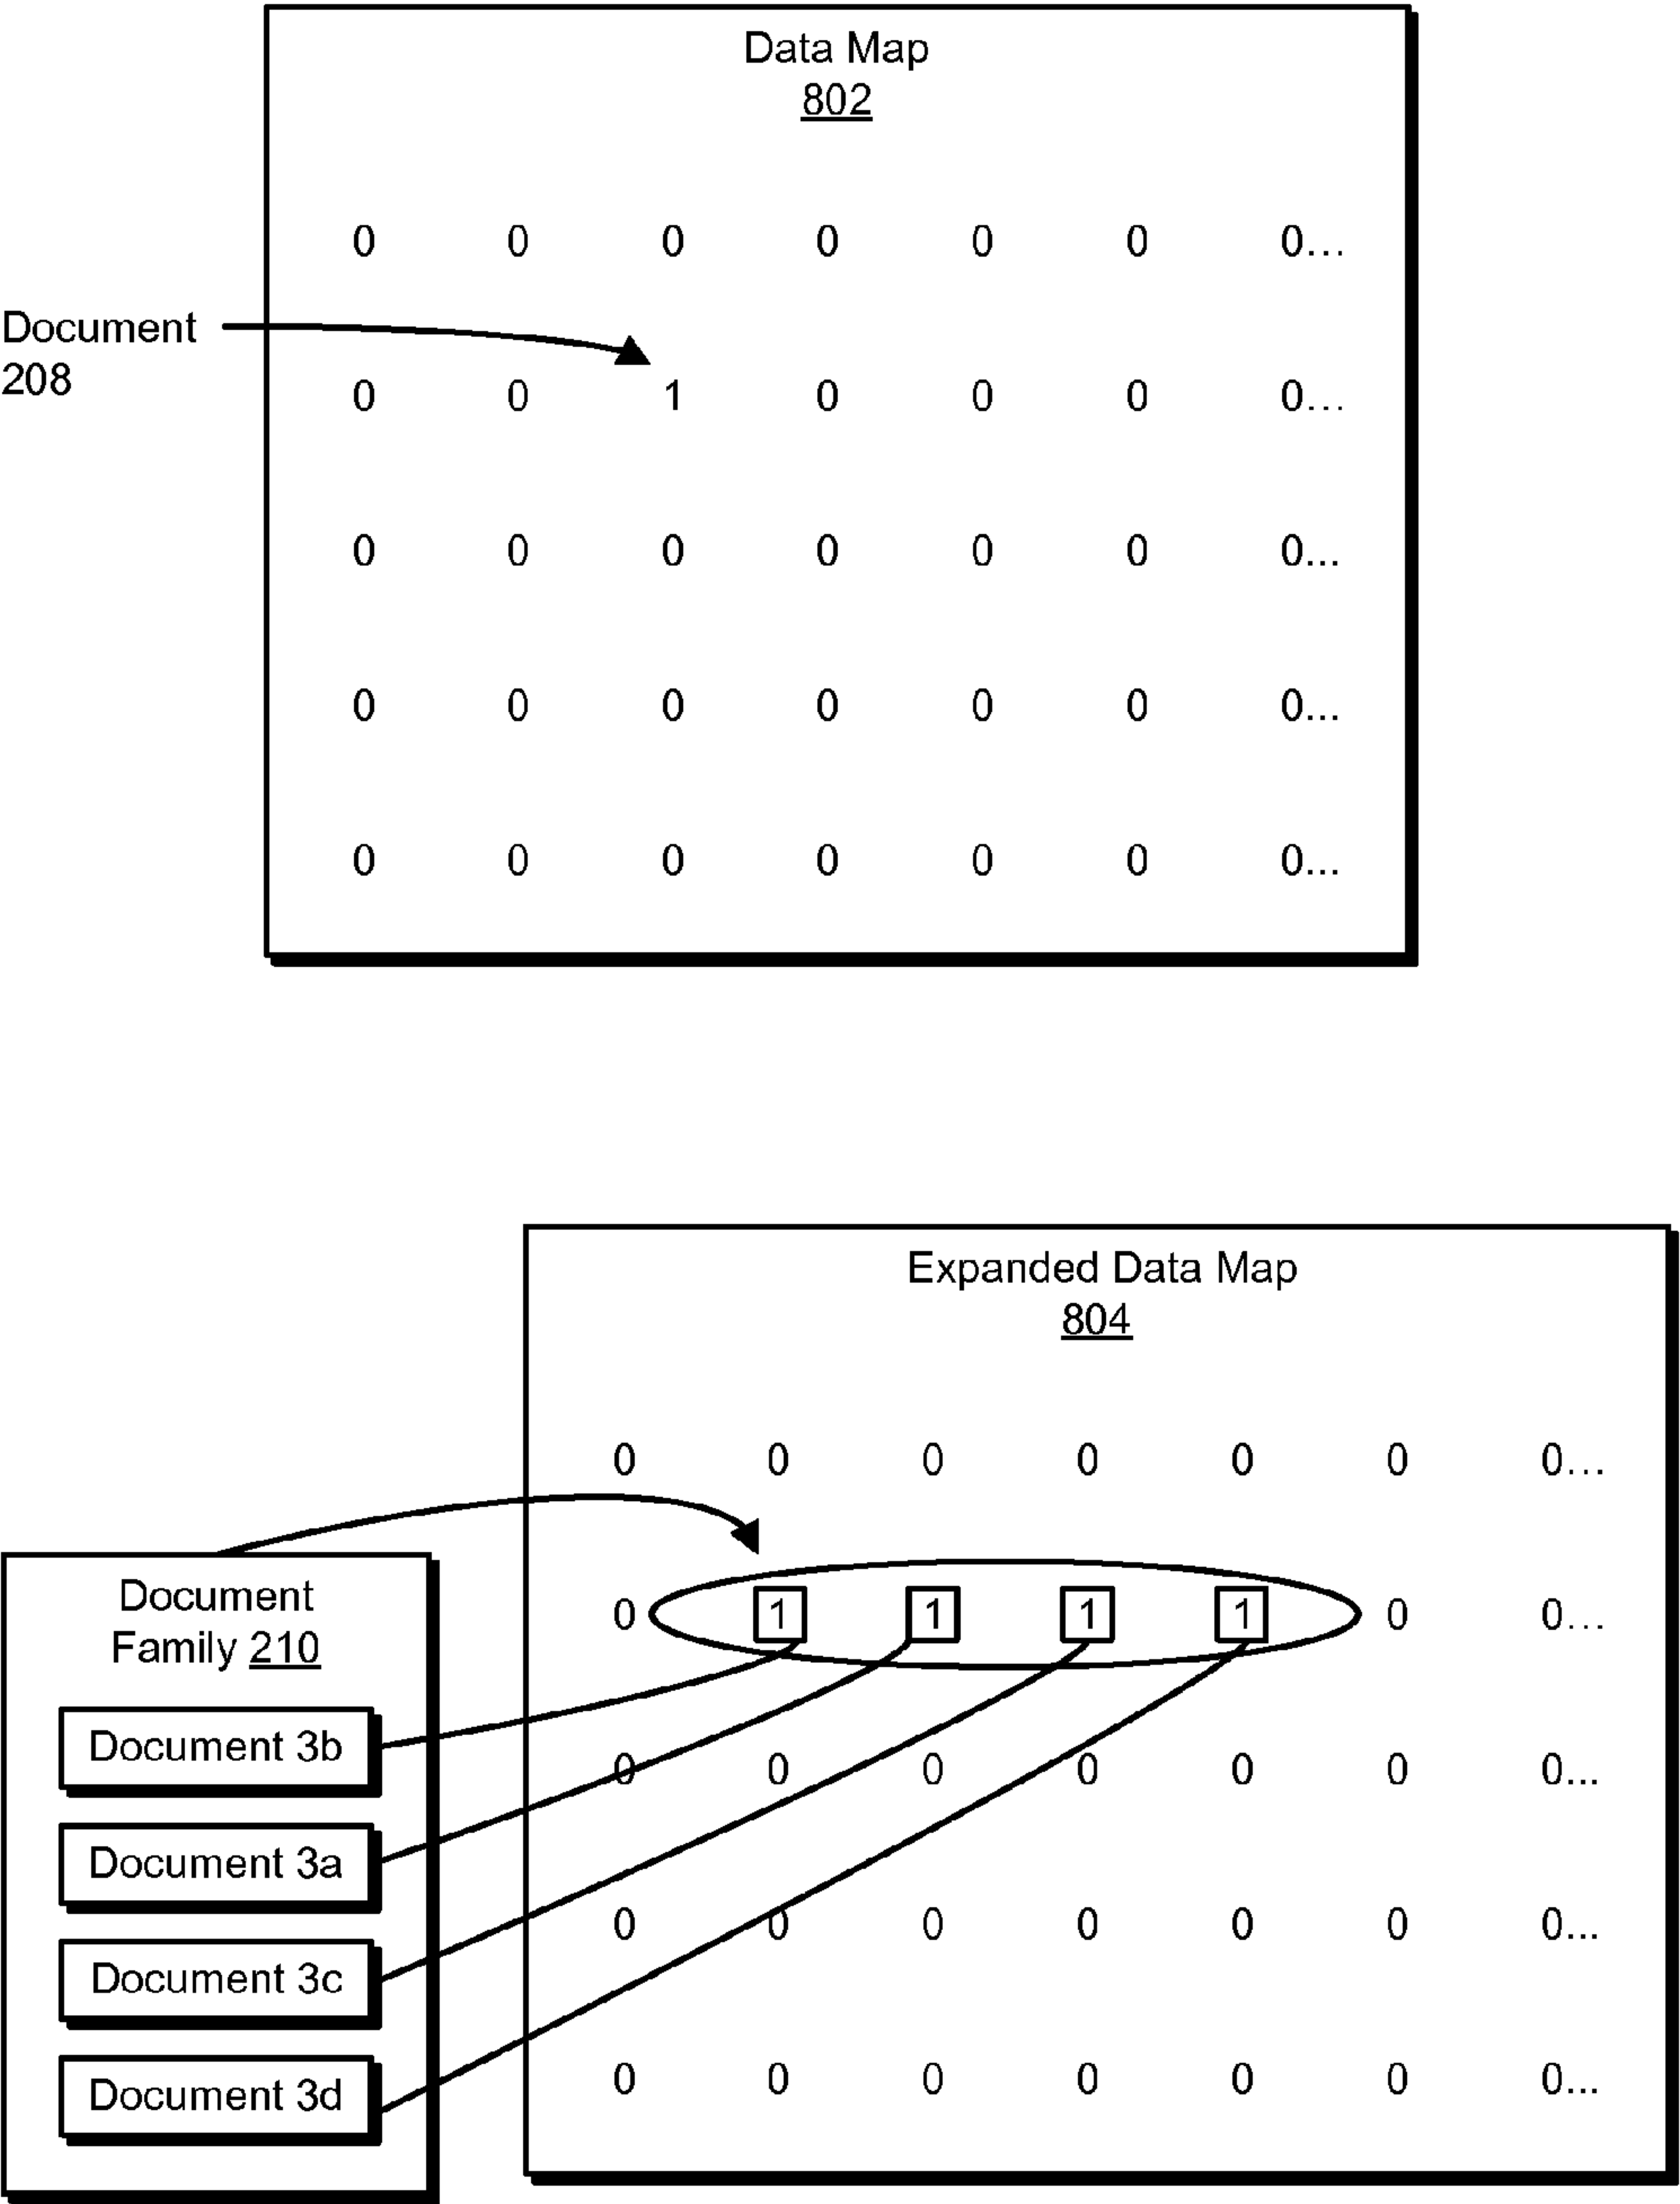 Data Map
802
0 0 0 0 0 0 0...
Document
208
0 0 1 0 0 0 0...
0 0 0 0 0 0 0...
0 0 0 0 0 0 0...
0 0 0 0 0 0 0...
Expanded Data Map
804
0 0 0 0 0 0 0...
0 1 1 1 1 0 0...
0 0 0 0 0 0 0...
0 0 0 0 0 0 0...
0 0 0 0 0 0 0...
Document
Family 210
Document 3b
Document 3a
Document 3c
Document 3d